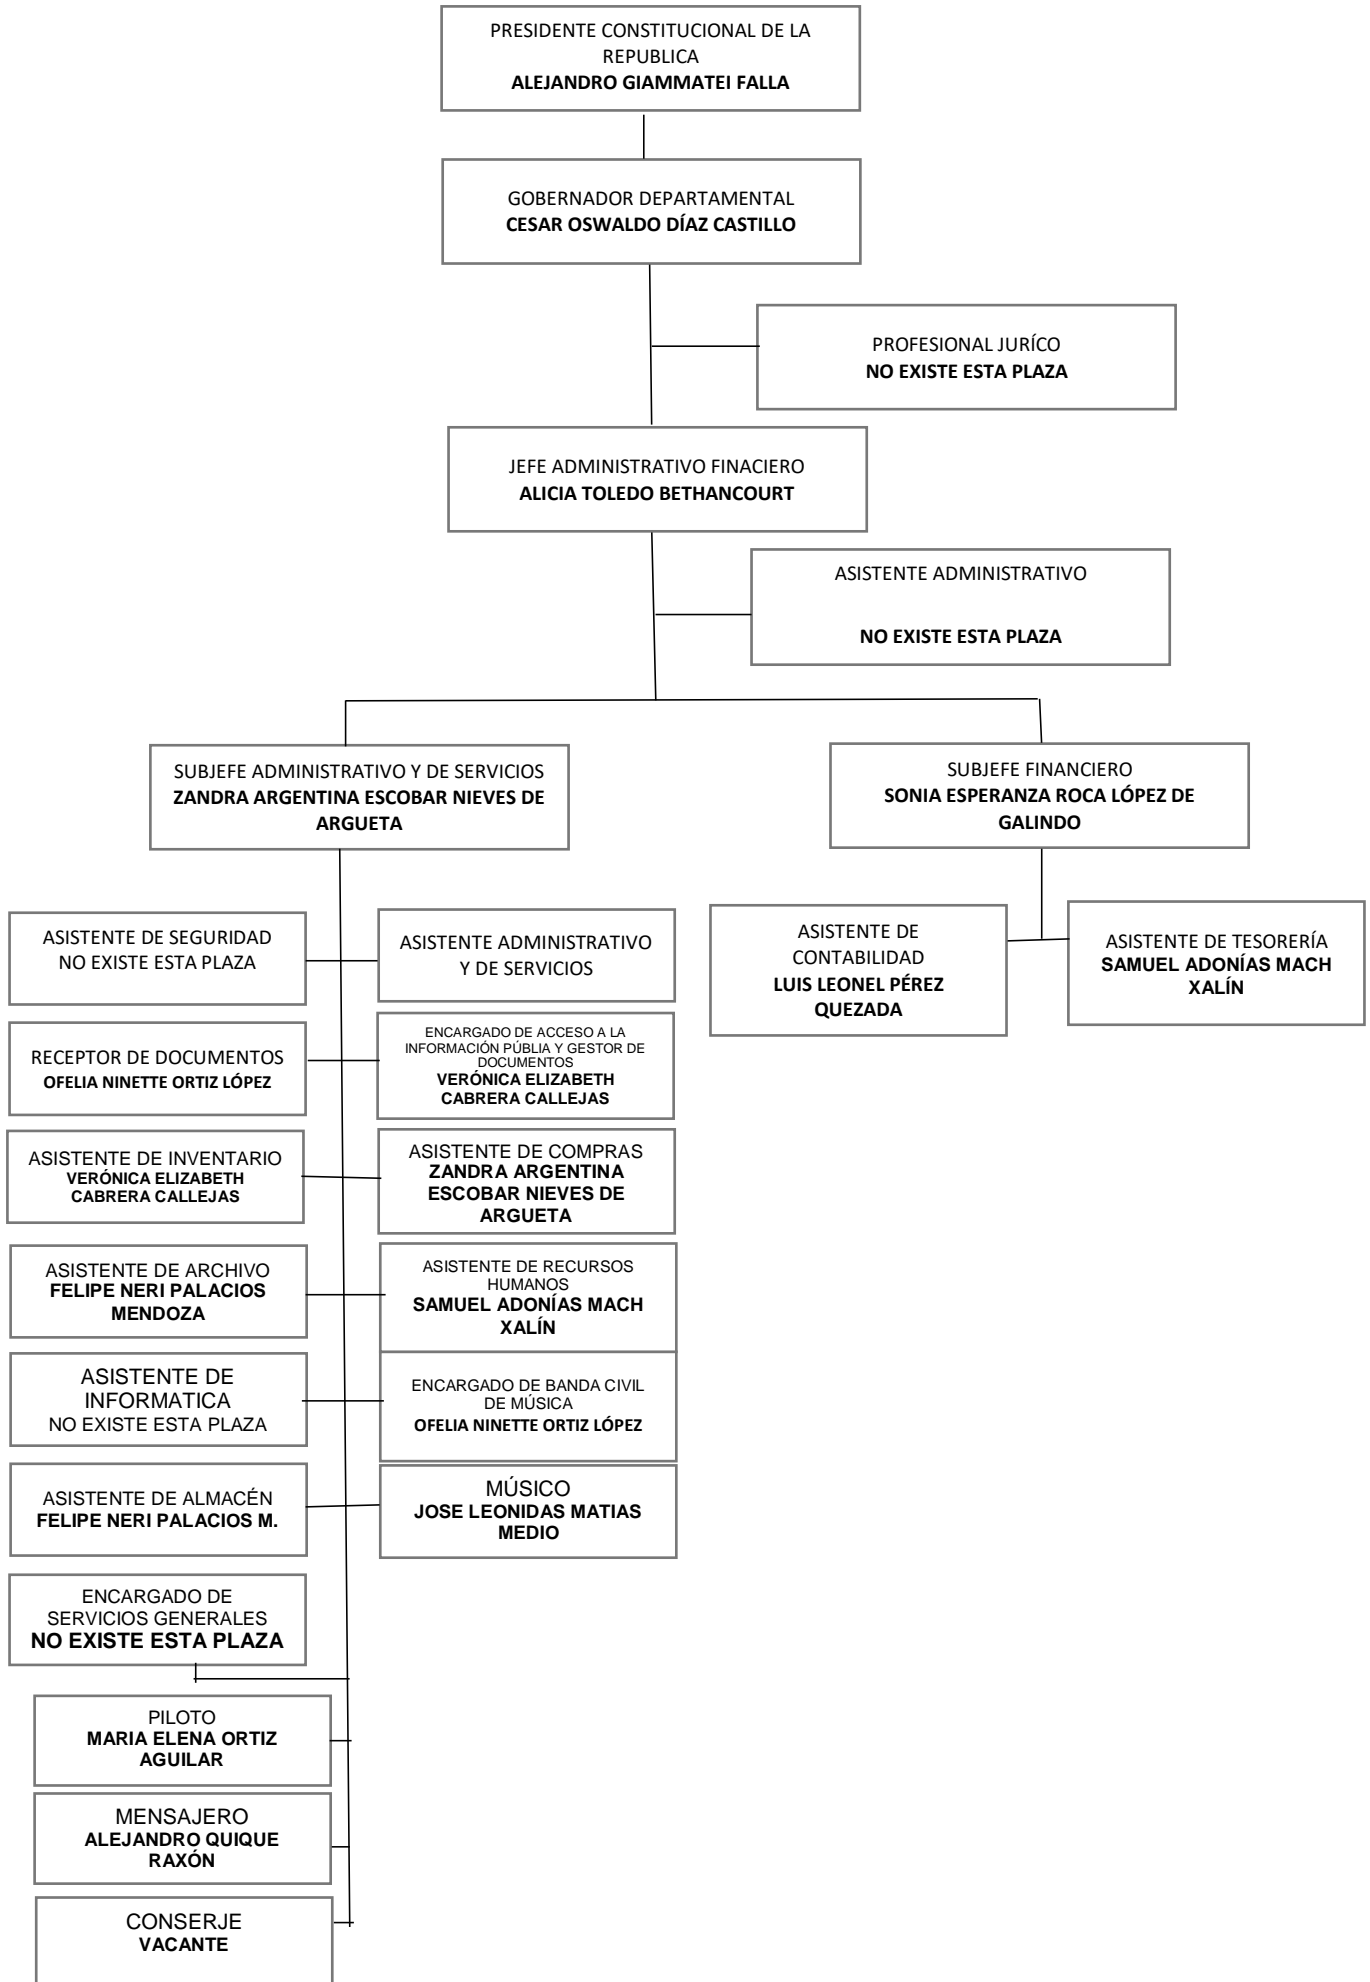 PRESIDENTE CONSTITUCIONAL DE LA
REPUBLICA
ALEJANDRO GIAMMATEI FALLA
GOBERNADOR DEPARTAMENTAL
CESAR OSWALDO DÍAZ CASTILLO
PROFESIONAL JURÍCO
NO EXISTE ESTA PLAZA
JEFE ADMINISTRATIVO FINACIERO
ALICIA TOLEDO BETHANCOURT
ASISTENTE ADMINISTRATIVO
NO EXISTE ESTA PLAZA
SUBJEFE ADMINISTRATIVO Y DE SERVICIOS
ZANDRA ARGENTINA ESCOBAR NIEVES DE
ARGUETA
SUBJEFE FINANCIERO
SONIA ESPERANZA ROCA LÓPEZ DE
GALINDO
ASISTENTE DE SEGURIDAD
NO EXISTE ESTA PLAZA
ASISTENTE ADMINISTRATIVO
Y DE SERVICIOS
ASISTENTE DE
CONTABILIDAD
LUIS LEONEL PÉREZ
QUEZADA
ASISTENTE DE TESORERÍA
SAMUEL ADONÍAS MACH
XALÍN
RECEPTOR DE DOCUMENTOS
OFELIA NINETTE ORTIZ LÓPEZ
ENCARGADO DE ACCESO A LA
INFORMACIÓN PÚBLIA Y GESTOR DE
DOCUMENTOS
VERÓNICA ELIZABETH
CABRERA CALLEJAS
ASISTENTE DE INVENTARIO
VERÓNICA ELIZABETH
CABRERA CALLEJAS
ASISTENTE DE COMPRAS
ZANDRA ARGENTINA
ESCOBAR NIEVES DE
ARGUETA
ASISTENTE DE ARCHIVO
FELIPE NERI PALACIOS
MENDOZA
ASISTENTE DE RECURSOS
HUMANOS
SAMUEL ADONÍAS MACH
XALÍN
ASISTENTE DE
INFORMATICA
NO EXISTE ESTA PLAZA
ENCARGADO DE BANDA CIVIL
DE MÚSICA
OFELIA NINETTE ORTIZ LÓPEZ
ASISTENTE DE ALMACÉN
FELIPE NERI PALACIOS M.
MÚSICO
JOSE LEONIDAS MATIAS
MEDIO
ENCARGADO DE
SERVICIOS GENERALES
NO EXISTE ESTA PLAZA
PILOTO
MARIA ELENA ORTIZ
AGUILAR
MENSAJERO
ALEJANDRO QUIQUE
RAXÓN
CONSERJE
VACANTE